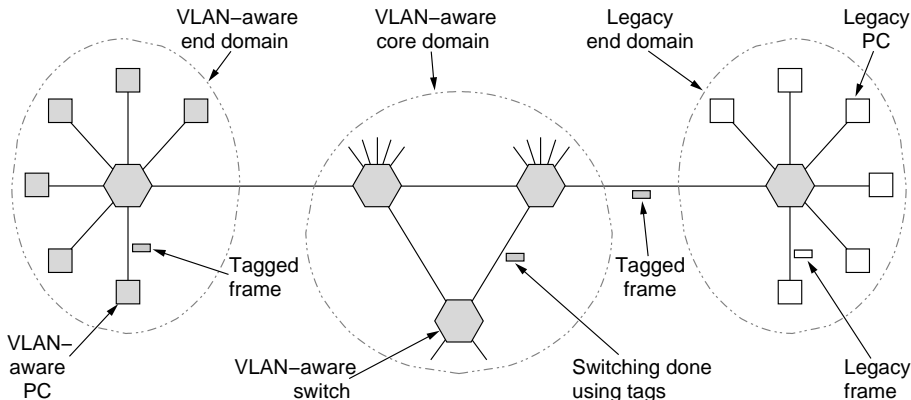 VLAN–aware
end domain
VLAN–aware
core domain
Legacy
end domain
Legacy
PC
Tagged
frame
Tagged
frame
VLAN–
aware
PC
VLAN–aware
switch
Switching done
using tags
Legacy
frame